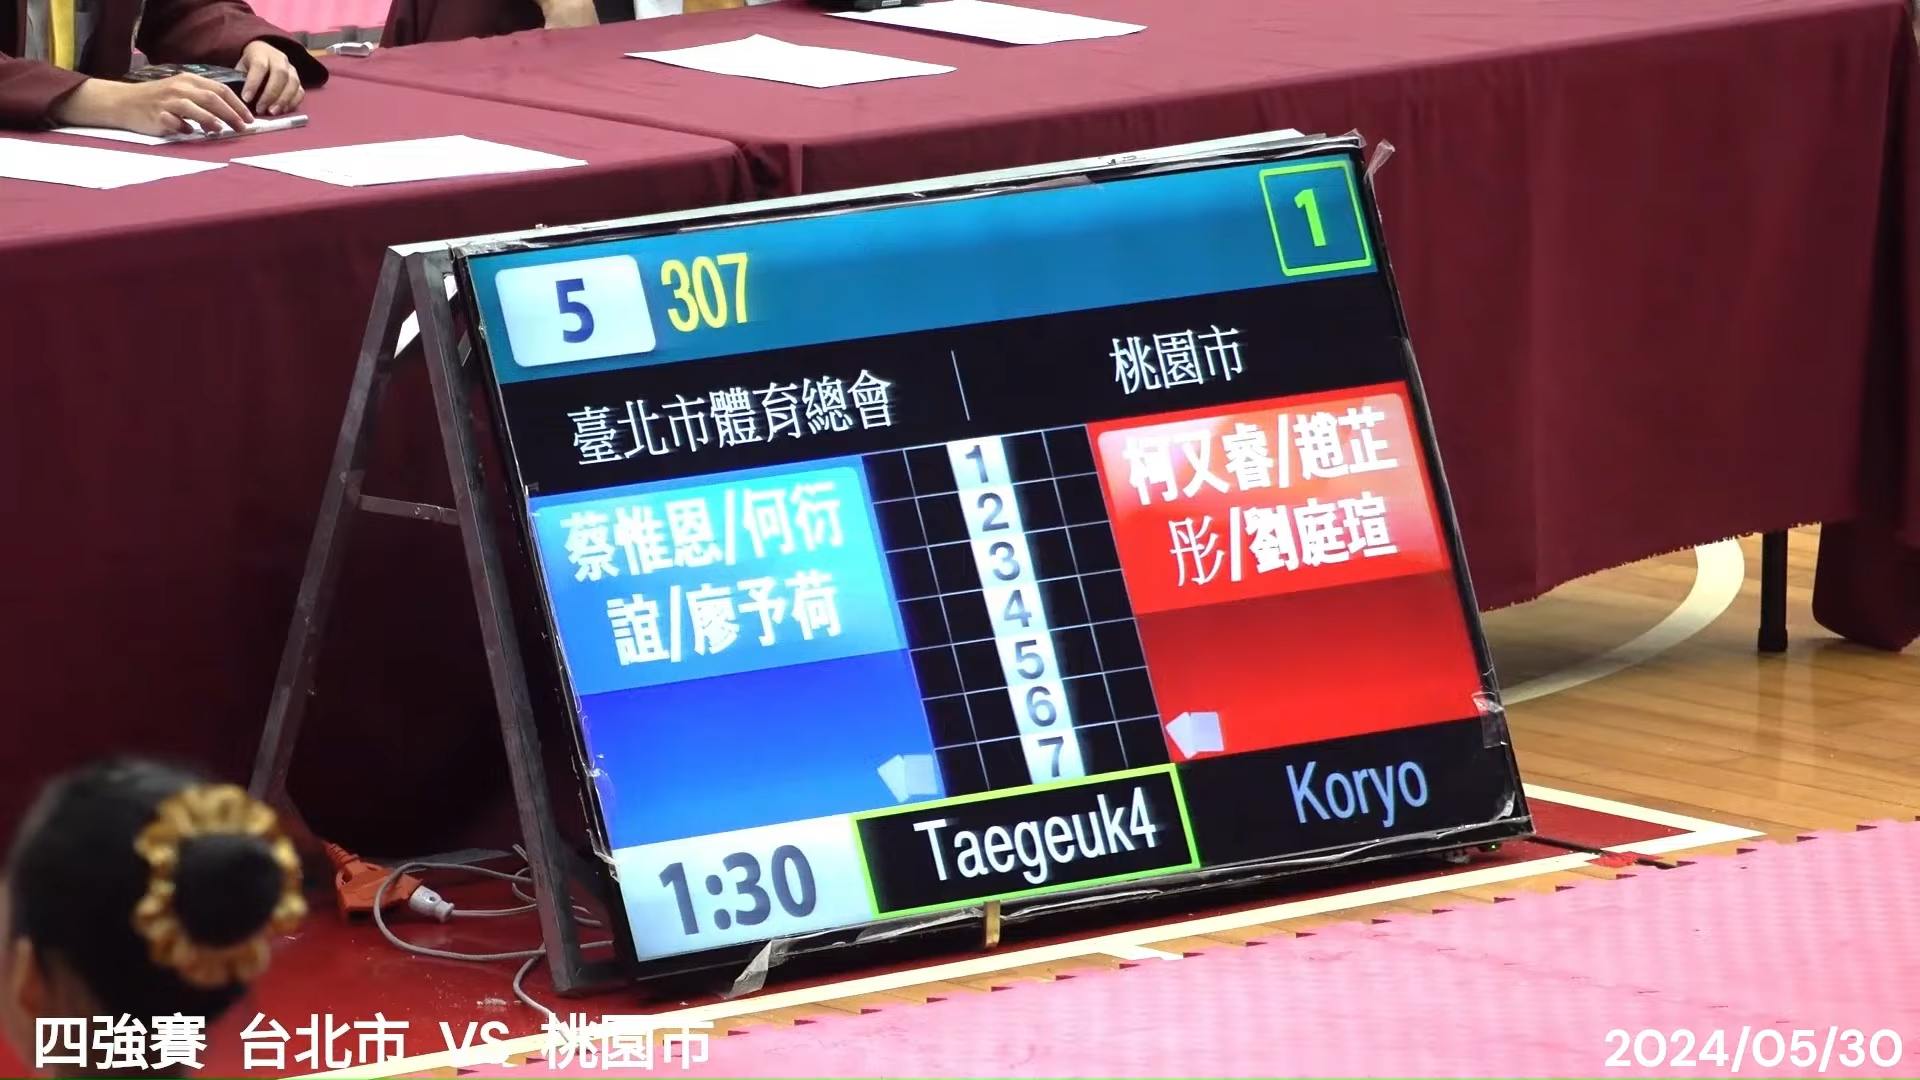 5 307 1
臺北市體育總會 桃園市
蔡惟恩/何衍
誼/廖予荷
柯又睿/趙芷
彤/劉庭瑄
1
2
3
4
5
6
7
1:30 Taegeuk4 Koryo
四強賽 台北市 VS 桃園市
2024/05/30